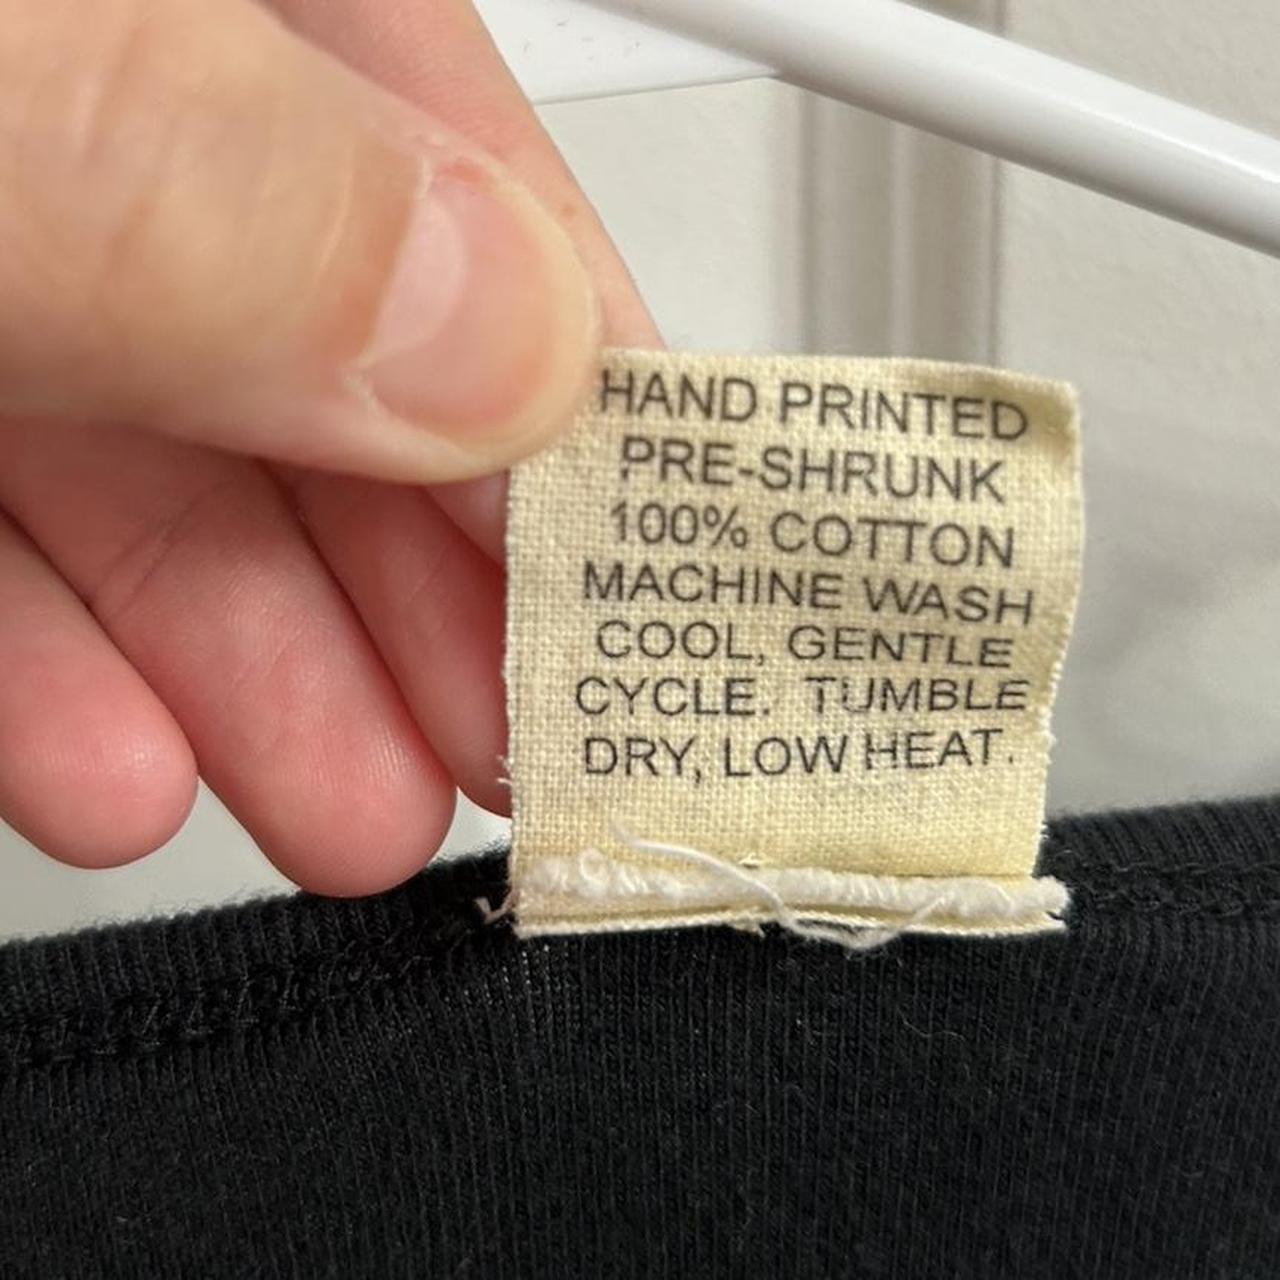 HAND PRINTED
PRE-SHRUNK
100% COTTON
MACHINE WASH
COOL, GENTLE
CYCLE. TUMBLE
DRY, LOW HEAT.